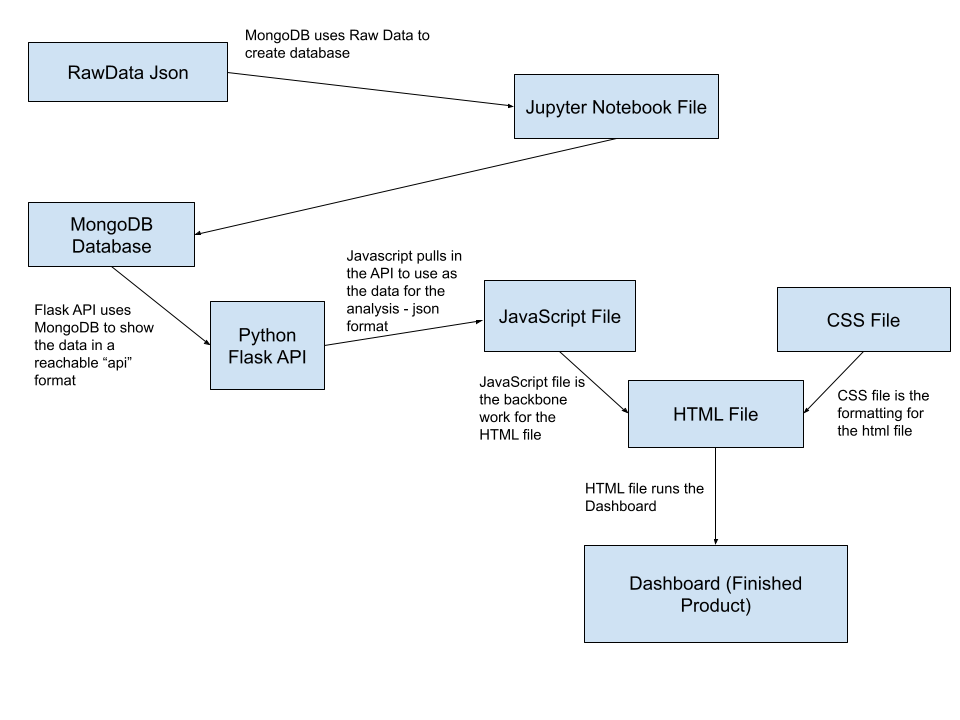 MongoDB uses Raw Data to
create database
RawData Json
Jupyter Notebook File
MongoDB
Database
Javascript pulls in
the API to use as
the data for the
analysis - json
format
Flask API uses
MongoDB to show
the data in a
reachable “api”
format
Python
Flask API
JavaScript File
CSS File
JavaScript file is
the backbone
work for the
HTML file
HTML File
CSS file is the
formatting for
the html file
HTML file runs the
Dashboard
Dashboard (Finished
Product)